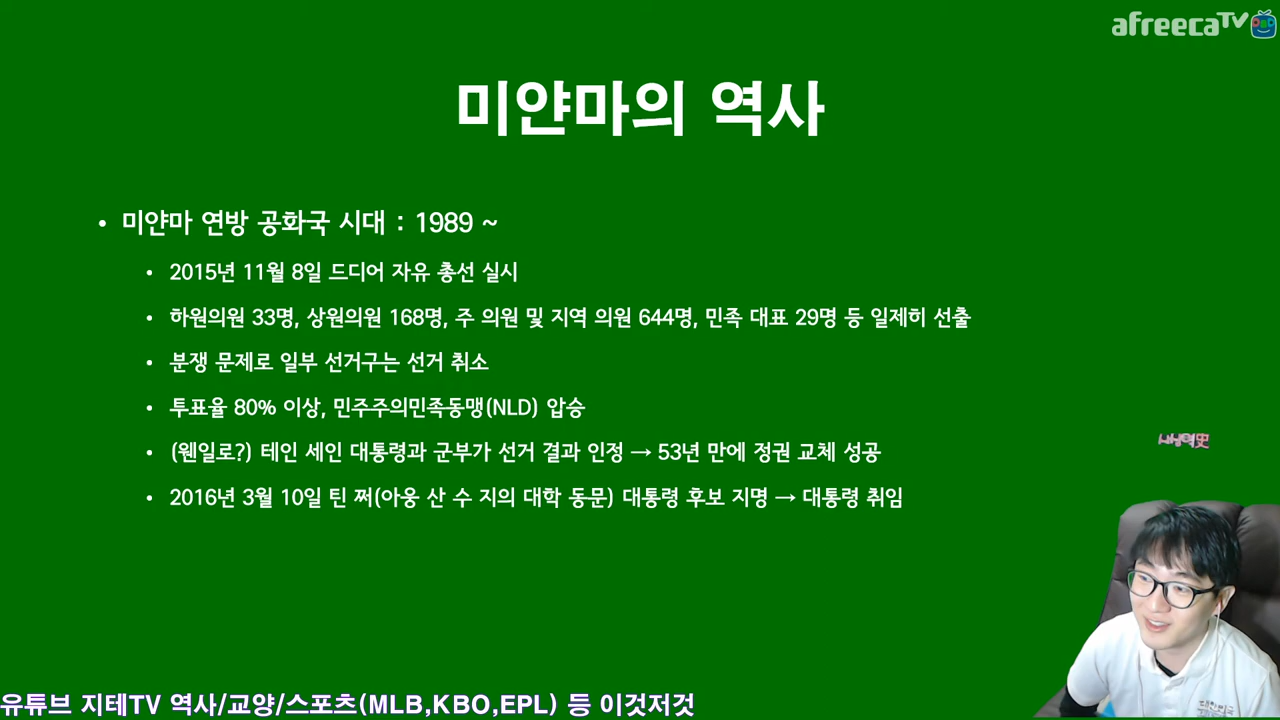 afreecaTV
미얀마의 역사
• 미얀마 연방 공화국 시대 : 1989 ~
• 2015년 11월 8일 드디어 자유 총선 실시
• 하원의원 33명, 상원의원 168명, 주 의원 및 지역 의원 644명, 민족 대표 29명 등 일제히 선출
• 분쟁 문제로 일부 선거구는 선거 취소
• 투표율 80% 이상, 민주주의민족동맹(NLD) 압승
• (웬일로?) 테인 세인 대통령과 군부가 선거 결과 인정 → 53년 만에 정권 교체 성공
• 2016년 3월 10일 틴 쩌(아웅 산 수 지의 대학 동문) 대통령 후보 지명 → 대통령 취임
유튜브 지테TV 역사/교양/스포츠(MLB,KBO,EPL) 등 이것저것